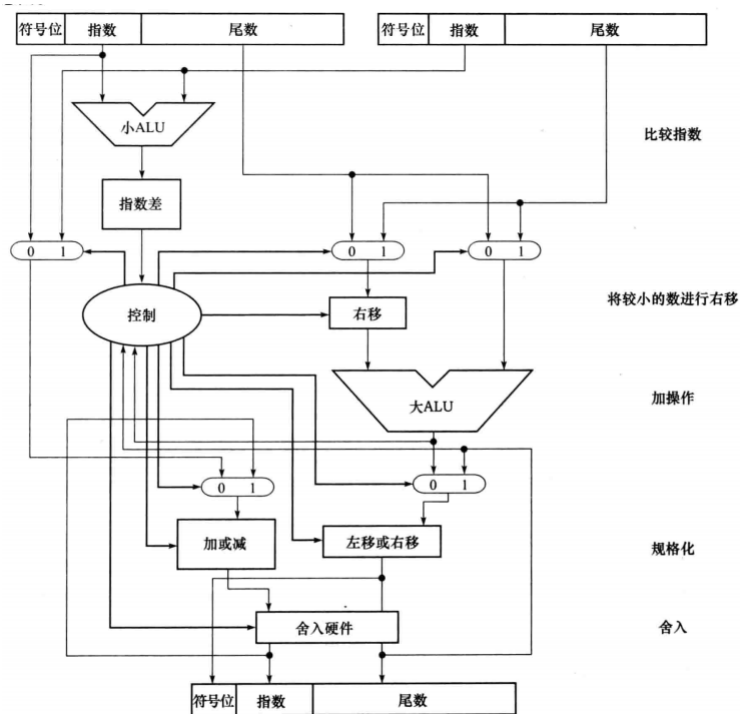 符号位 指数 尾数 符号位 指数 尾数
小ALU
比较指数
指数差
0 1 0 1 0 1
将较小的数进行右移
控制 右移
大ALU 加操作
0 1 0 1
加或减 左移或右移 规格化
舍入硬件 舍入
符号位 指数 尾数